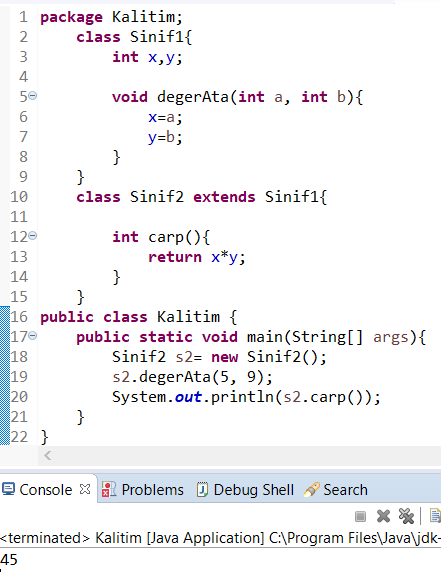 1 package Kalitim;
2 class Sinif1{
3 int x,y;
4
5 void degerAta(int a, int b){
6 x=a;
7 y=b;
8 }
9 }
10 class Sinif2 extends Sinif1{
11
12 int carp(){
13 return x*y;
14 }
15 }
16 public class Kalitim {
17 public static void main(String[] args){
18 Sinif2 s2= new Sinif2();
19 s2.degerAta(5, 9);
20 System.out.println(s2.carp());
21 }
22 }
Console Problems Debug Shell Search
<terminated> Kalitim [Java Application] C:\Program Files\Java\jdk-
45